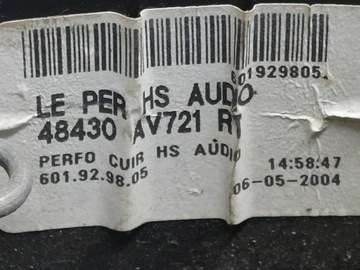 601929805
LE PER HS AUDIO
48430 AV721 RT
PERFO CUIR HS AUDIO 14:58:47
601.92.98.05 06-05-2004